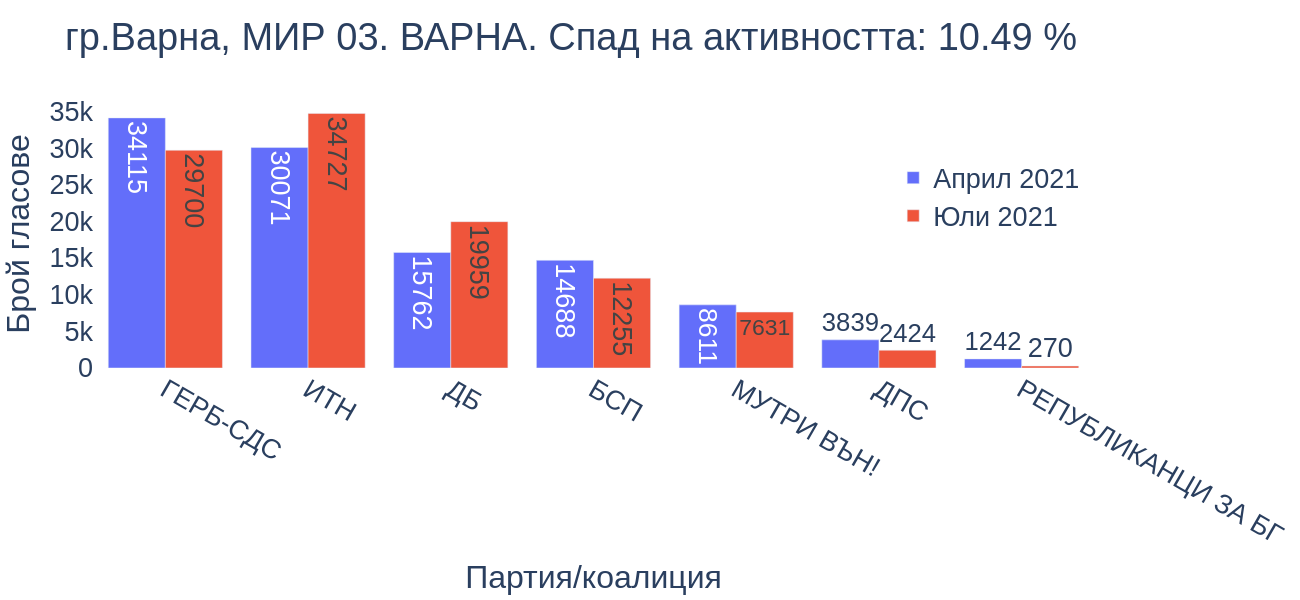 гр.Варна, МИР 03. ВАРНА. Спад на активността: 10.49 %
Брой гласове
35k
30k
25k
20k
15k
10k
5k
0
34115
29700
30071
34727
15762
19959
14688
12255
8611
7631
3839
2424
1242
270
Април 2021
Юли 2021
ГЕРБ-СДС
ИТН
ДБ
БСП
МУТРИ ВЪН!
ДПС
РЕПУБЛИКАНЦИ ЗА БГ
Партия/коалиция